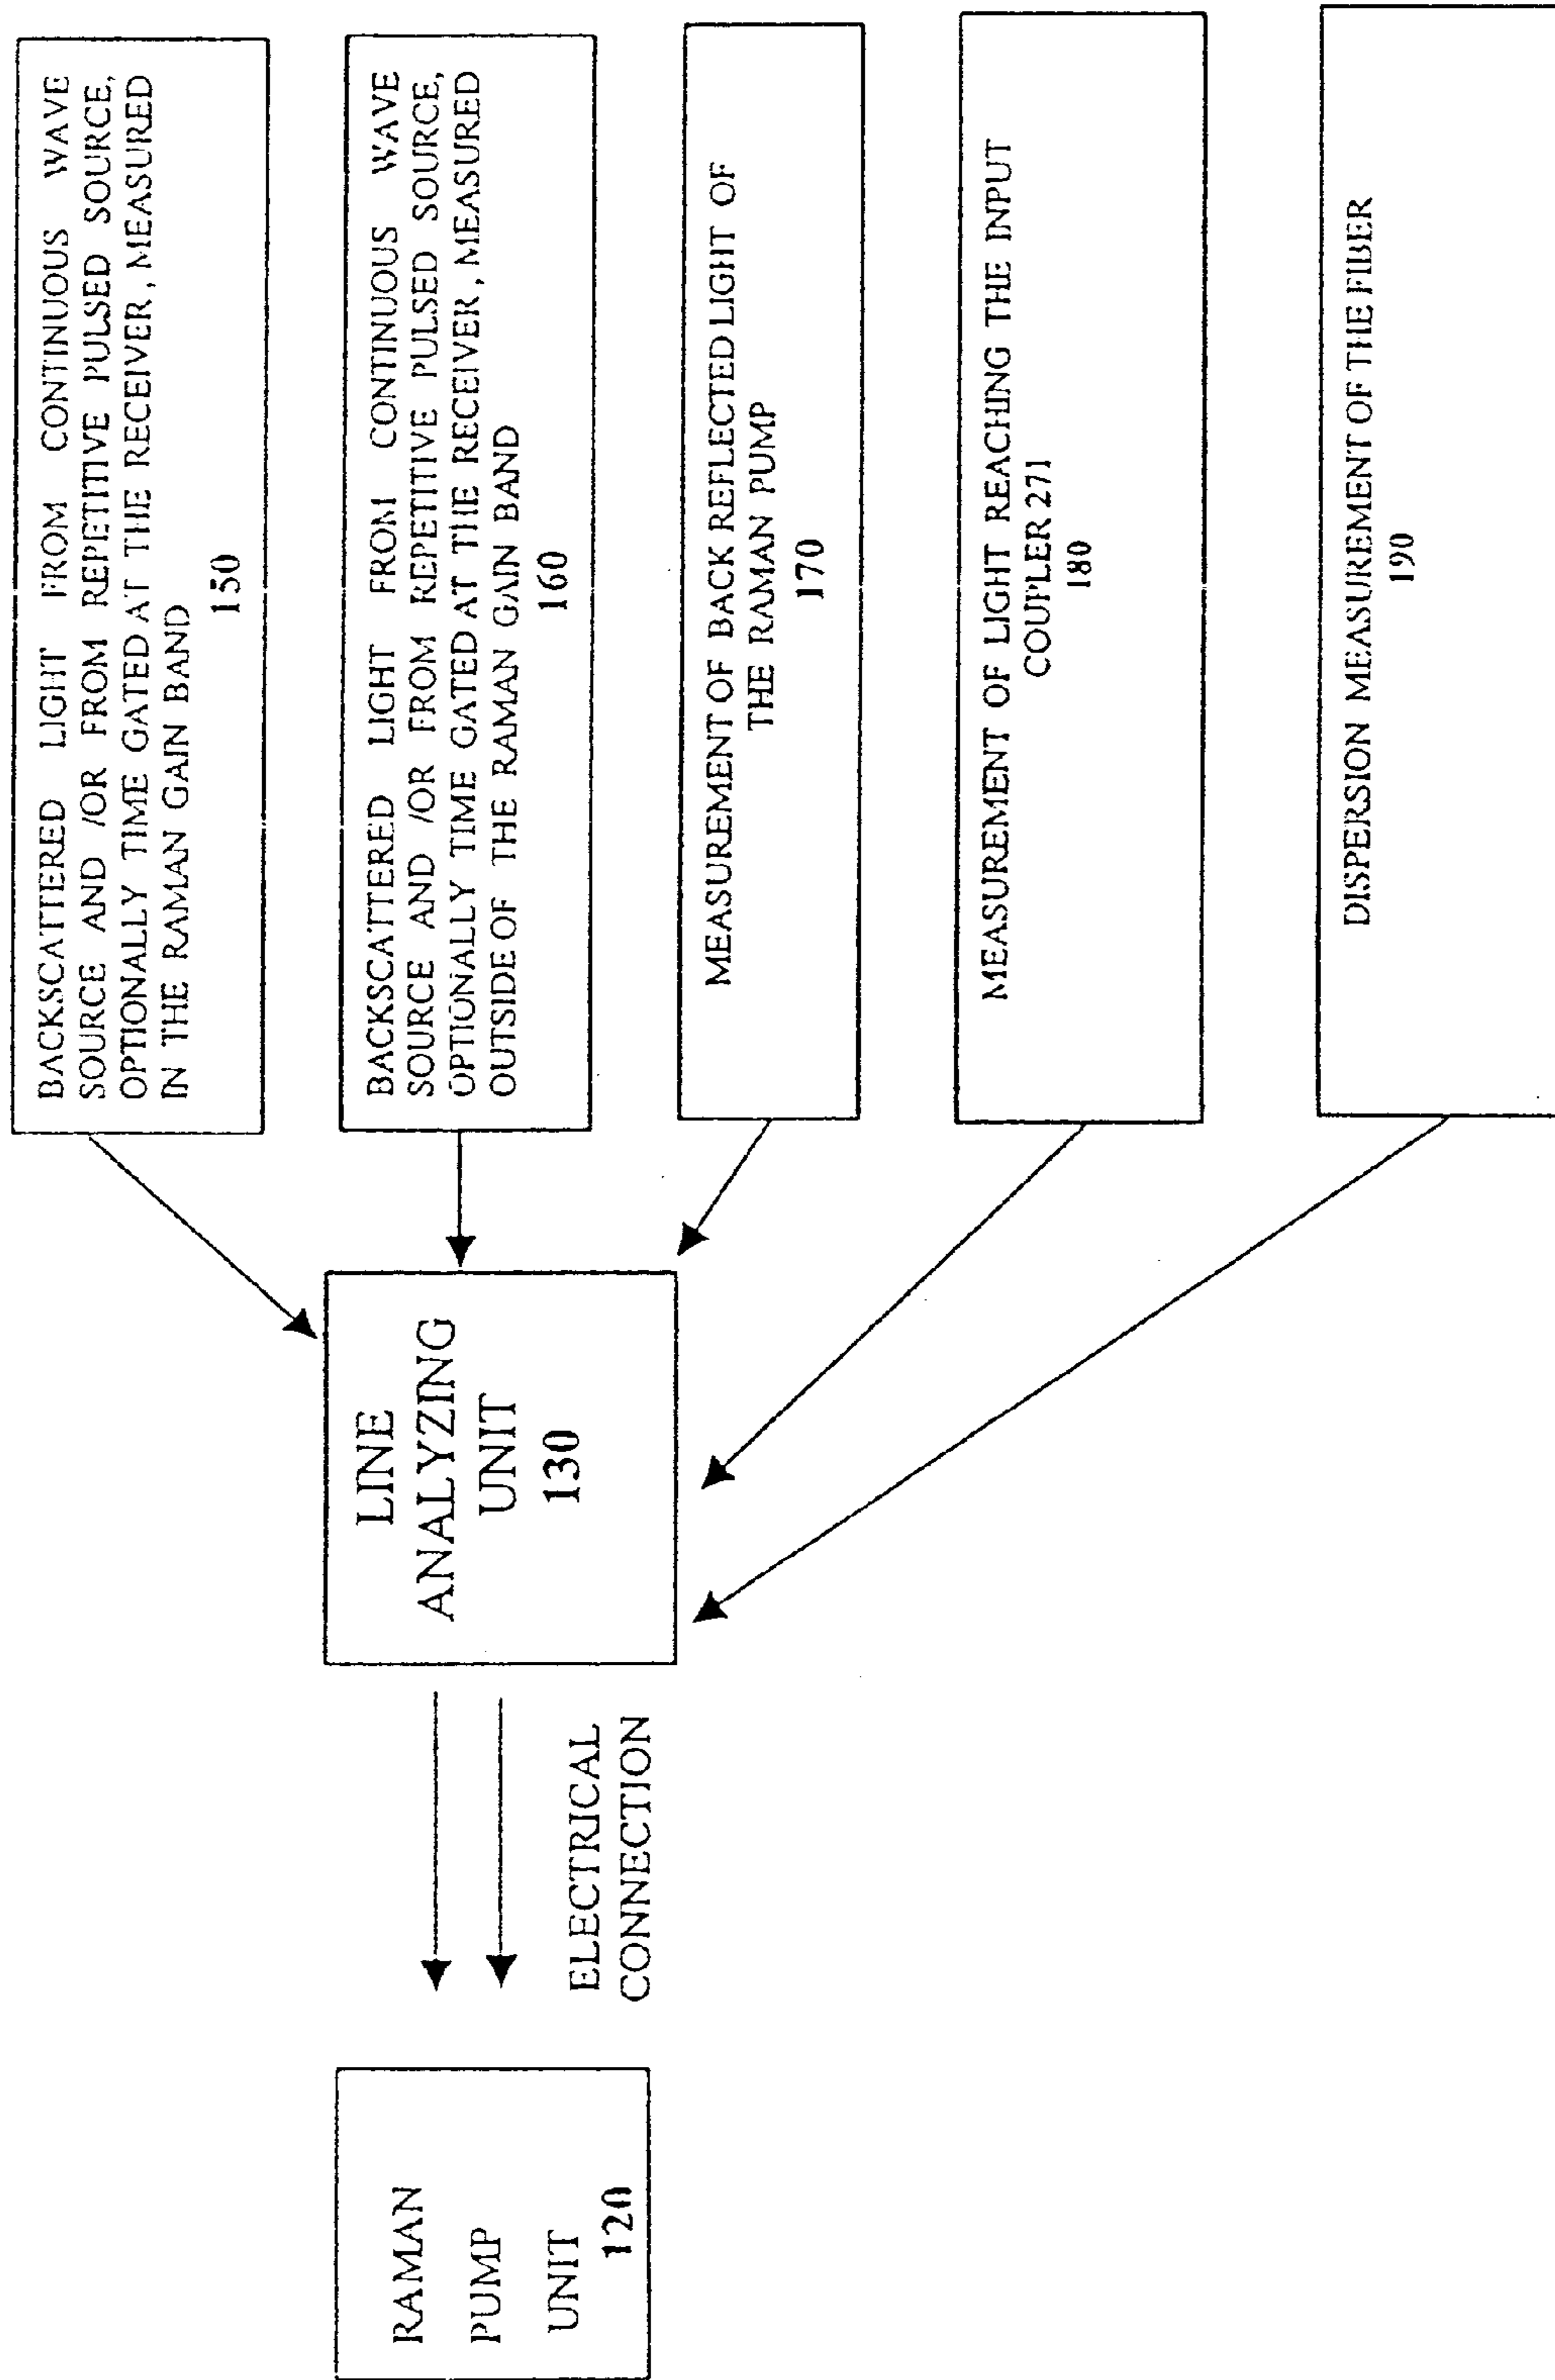 BACKSCATTERED LIGHT FROM CONTINUOUS WAVE
SOURCE AND /OR FROM REPETITIVE PULSED SOURCE,
OPTIONALLY TIME GATED AT THE RECEIVER, MEASURED
IN THE RAMAN GAIN BAND
150
BACKSCATTERED LIGHT FROM CONTINUOUS WAVE
SOURCE AND /OR FROM REPETITIVE PULSED SOURCE,
OPTIONALLY TIME GATED AT THE RECEIVER, MEASURED
OUTSIDE OF THE RAMAN GAIN BAND
160
MEASUREMENT OF BACK REFLECTED LIGHT OF
THE RAMAN PUMP
170
MEASUREMENT OF LIGHT REACHING THE INPUT
COUPLER 271
180
DISPERSION MEASUREMENT OF THE FIBER
190
LINE
ANALYZING
UNIT
130
ELECTRICAL
CONNECTION
RAMAN
PUMP
UNIT
120